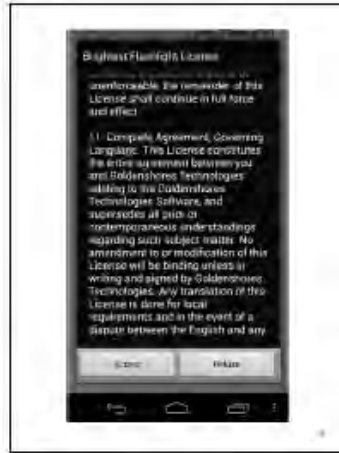 Brightest Flashlight License
unenforceable, the remainder of this
License shall continue in full force
and effect.
11. Complete Agreement; Governing
Language. This License constitutes
the entire agreement between you
and Goldenshores Technologies
relating to the Goldenshores
Technologies Software, and
supersedes all prior or
contemporaneous understandings
regarding such subject matter. No
amendment to or modification of this
License will be binding unless in
writing and signed by Goldenshores
Technologies. Any translation of this
License is done for local
requirements and in the event of a
dispute between the English and any
Accept Refuse